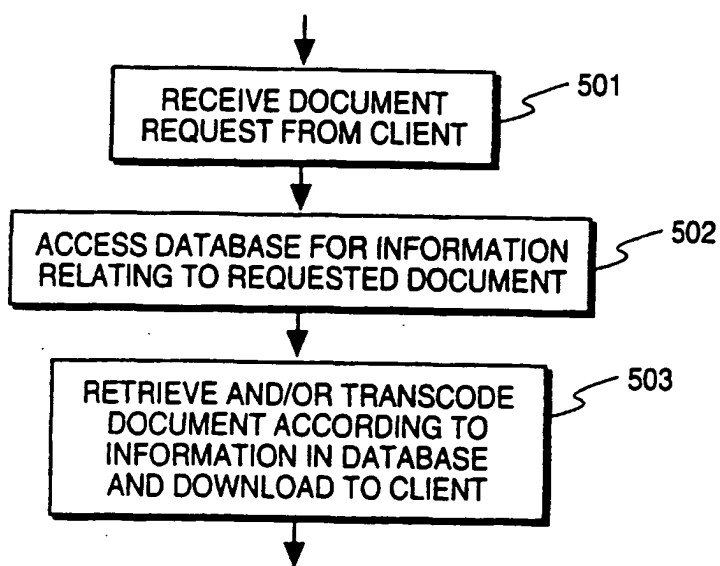 RECEIVE DOCUMENT
REQUEST FROM CLIENT
501
ACCESS DATABASE FOR INFORMATION
RELATING TO REQUESTED DOCUMENT
502
RETRIEVE AND/OR TRANSCODE
DOCUMENT ACCORDING TO
INFORMATION IN DATABASE
AND DOWNLOAD TO CLIENT
503